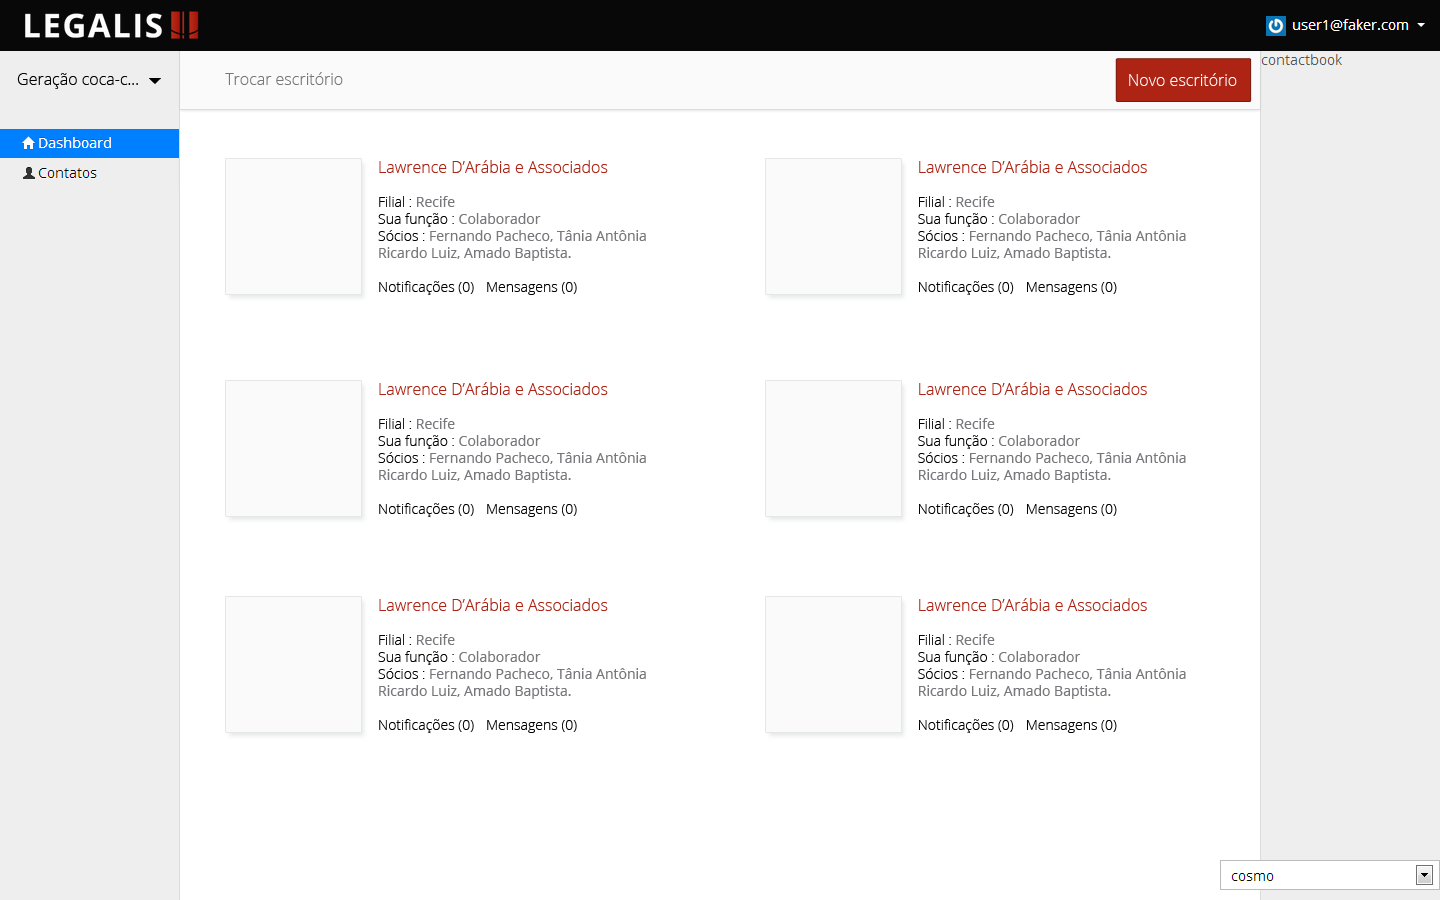 LEGALIS
user1@faker.com
Geração coca-c...
Dashboard
Contatos
Trocar escritório
Novo escritório
contactbook
Lawrence D’Arábia e Associados
Filial : Recife
Sua função : Colaborador
Sócios : Fernando Pacheco, Tânia Antônia
Ricardo Luiz, Amado Baptista.
Notificações (0) Mensagens (0)
Lawrence D’Arábia e Associados
Filial : Recife
Sua função : Colaborador
Sócios : Fernando Pacheco, Tânia Antônia
Ricardo Luiz, Amado Baptista.
Notificações (0) Mensagens (0)
Lawrence D’Arábia e Associados
Filial : Recife
Sua função : Colaborador
Sócios : Fernando Pacheco, Tânia Antônia
Ricardo Luiz, Amado Baptista.
Notificações (0) Mensagens (0)
Lawrence D’Arábia e Associados
Filial : Recife
Sua função : Colaborador
Sócios : Fernando Pacheco, Tânia Antônia
Ricardo Luiz, Amado Baptista.
Notificações (0) Mensagens (0)
Lawrence D’Arábia e Associados
Filial : Recife
Sua função : Colaborador
Sócios : Fernando Pacheco, Tânia Antônia
Ricardo Luiz, Amado Baptista.
Notificações (0) Mensagens (0)
Lawrence D’Arábia e Associados
Filial : Recife
Sua função : Colaborador
Sócios : Fernando Pacheco, Tânia Antônia
Ricardo Luiz, Amado Baptista.
Notificações (0) Mensagens (0)
cosmo